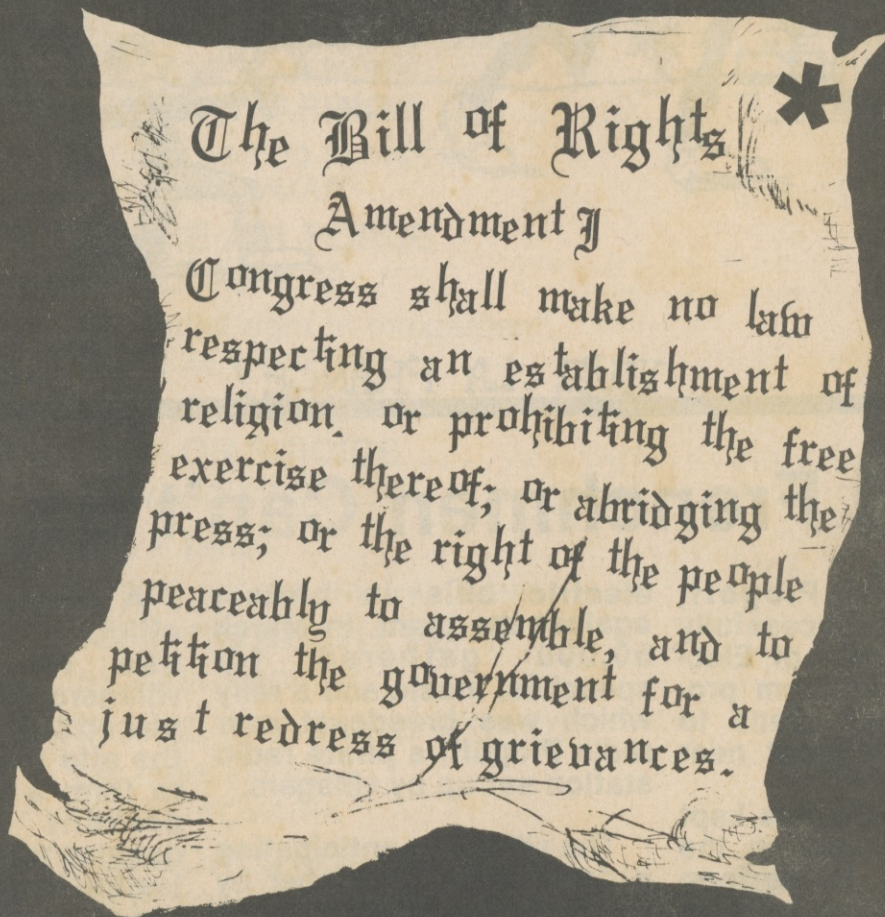 The Bill of Rights *
Amendment I
Congress shall make no law
respecting an establishment of
religion, or prohibiting the free
exercise thereof; or abridging the
press; or the right of the people
peaceably to assemble, and to
petition the government for a
just redress of grievances.